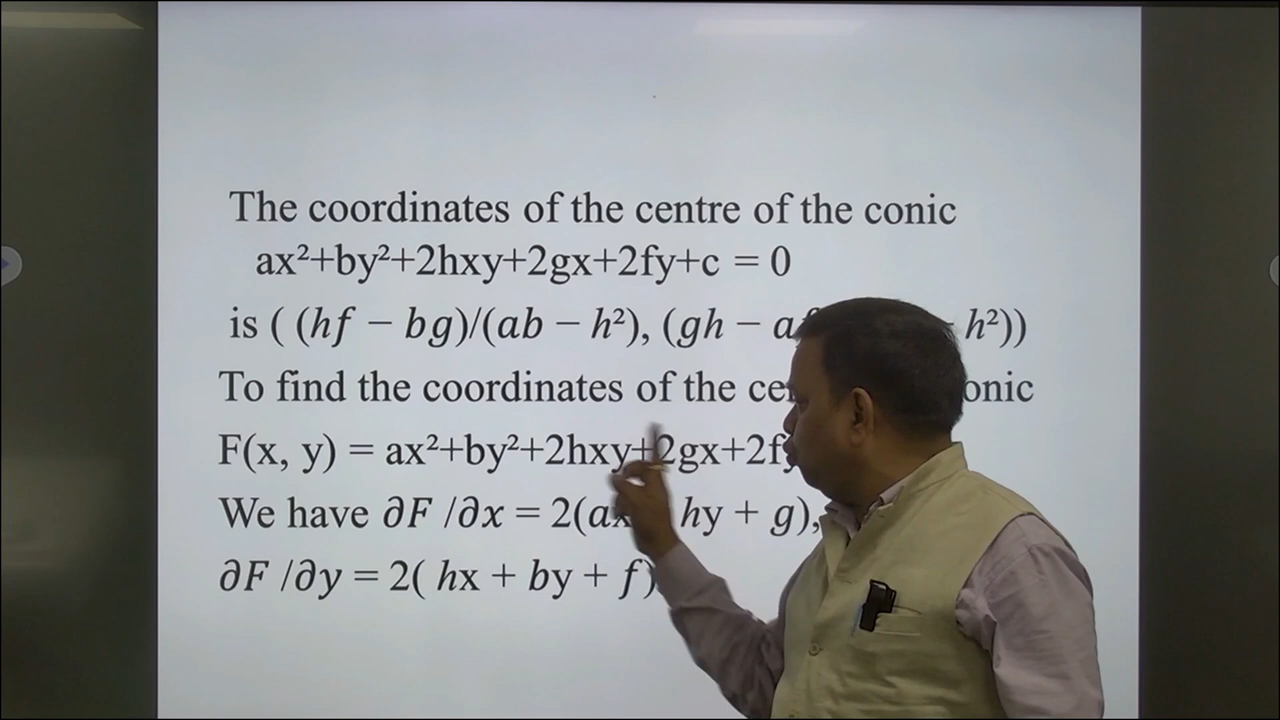 The coordinates of the centre of the conic
ax²+by²+2hxy+2gx+2fy+c = 0
is ( (hf − bg)/(ab − h²), (gh − a h²))
To find the coordinates of the onic
F(x, y) = ax²+by²+2hxy+2gx+2f
We have ∂F /∂x = 2(ax hy + g),
∂F /∂y = 2( hx + by + f)